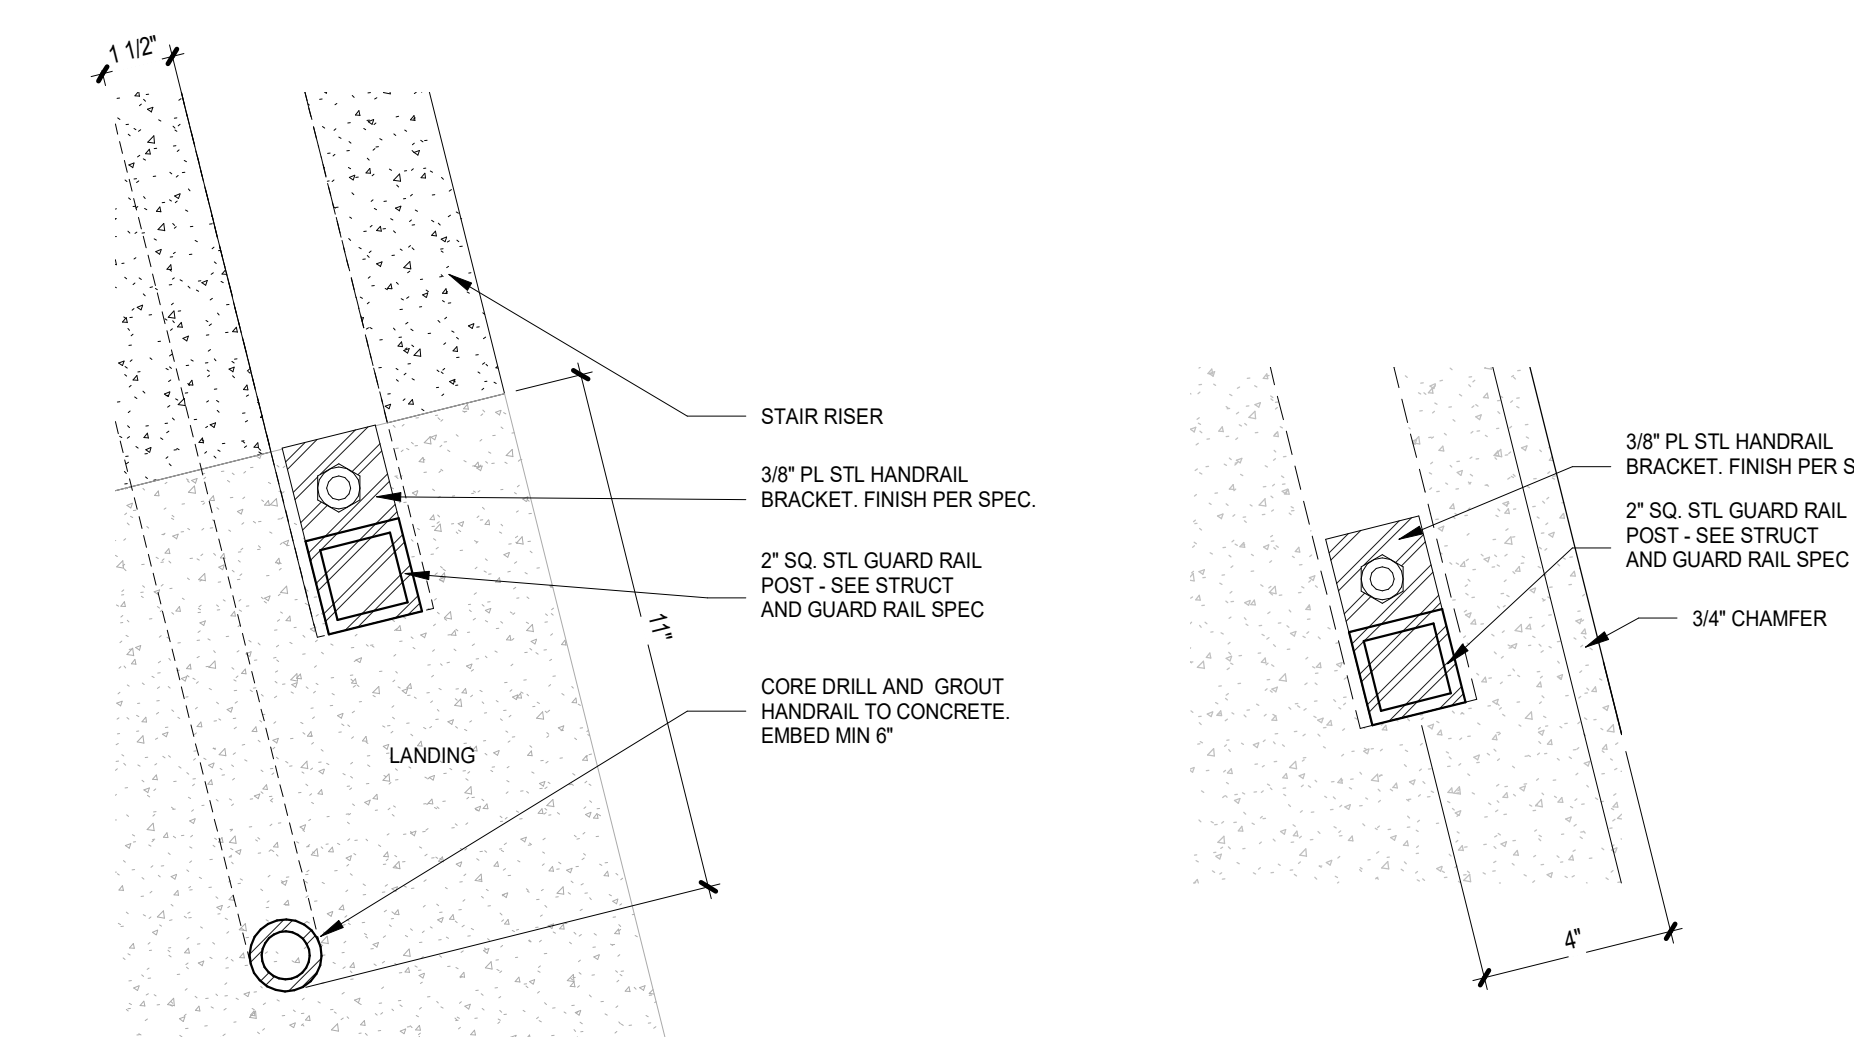 1 1/2"
STAIR RISER
3/8" PL STL HANDRAIL
BRACKET. FINISH PER SPEC.
2" SQ. STL GUARD RAIL
POST - SEE STRUCT
AND GUARD RAIL SPEC
11"
CORE DRILL AND GROUT
HANDRAIL TO CONCRETE.
EMBED MIN 6"
LANDING
3/8" PL STL HANDRAIL
BRACKET. FINISH PER S
2" SQ. STL GUARD RAIL
POST - SEE STRUCT
AND GUARD RAIL SPEC
3/4" CHAMFER
4"